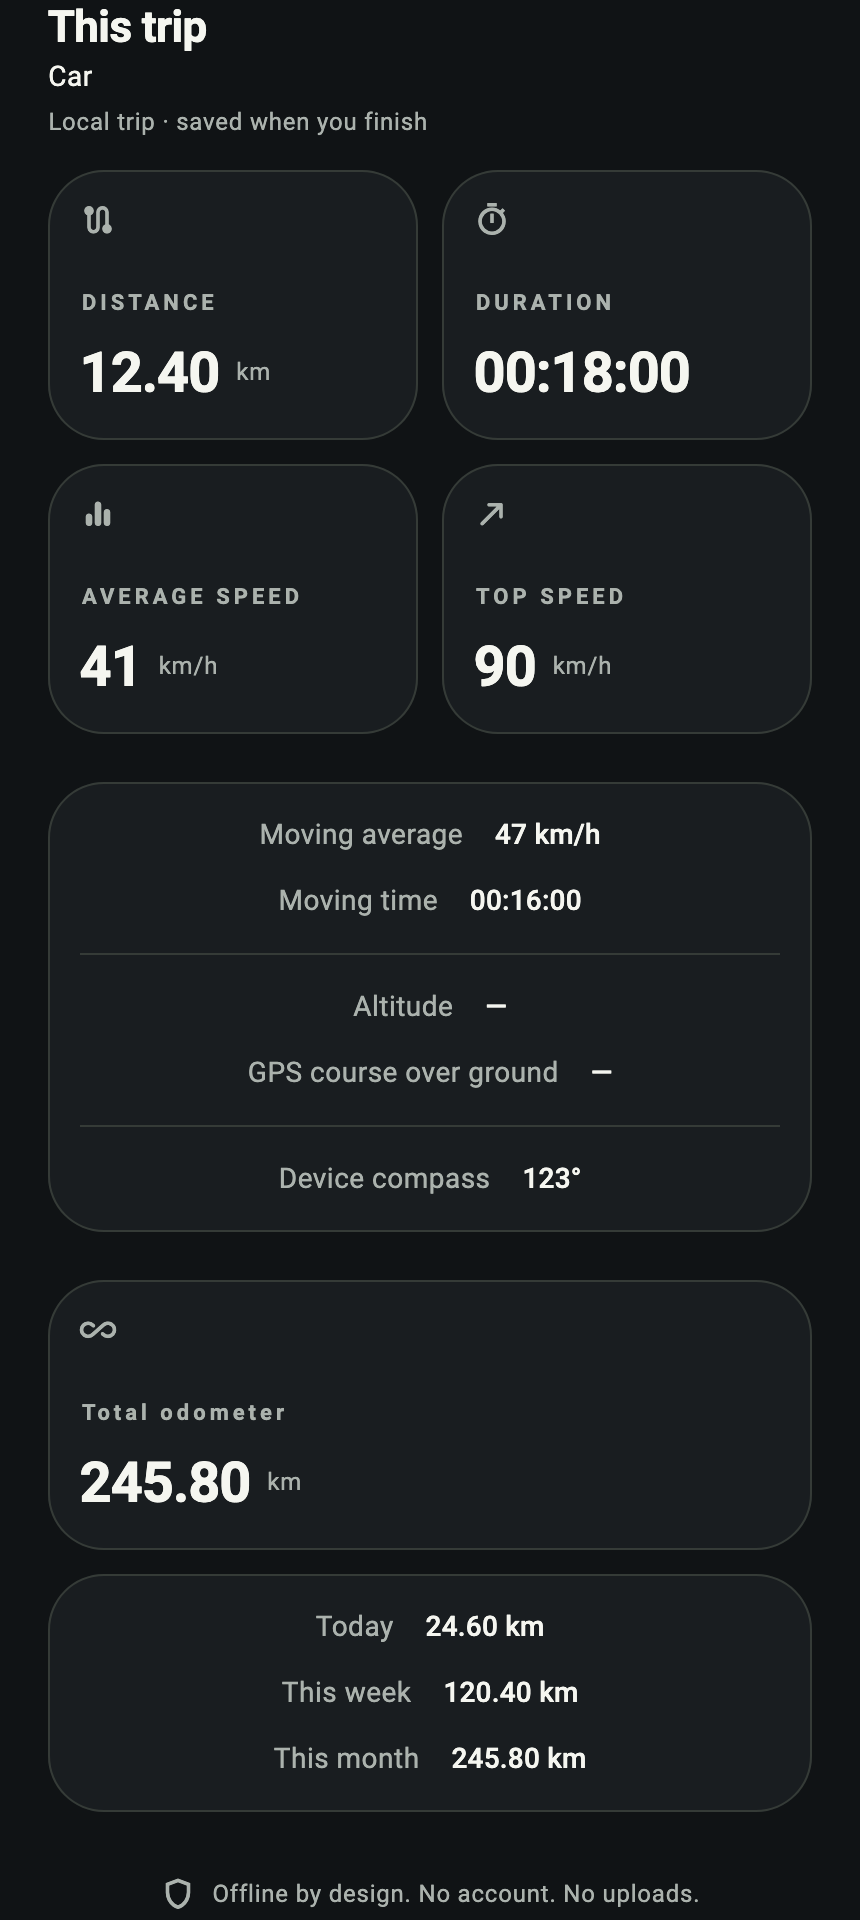 This trip
Car
Local trip · saved when you finish
DISTANCE
12.40 km
DURATION
00:18:00
AVERAGE SPEED
41 km/h
TOP SPEED
90 km/h
Moving average 47 km/h
Moving time 00:16:00
Altitude —
GPS course over ground —
Device compass 123°
Total odometer
245.80 km
Today 24.60 km
This week 120.40 km
This month 245.80 km
Offline by design. No account. No uploads.